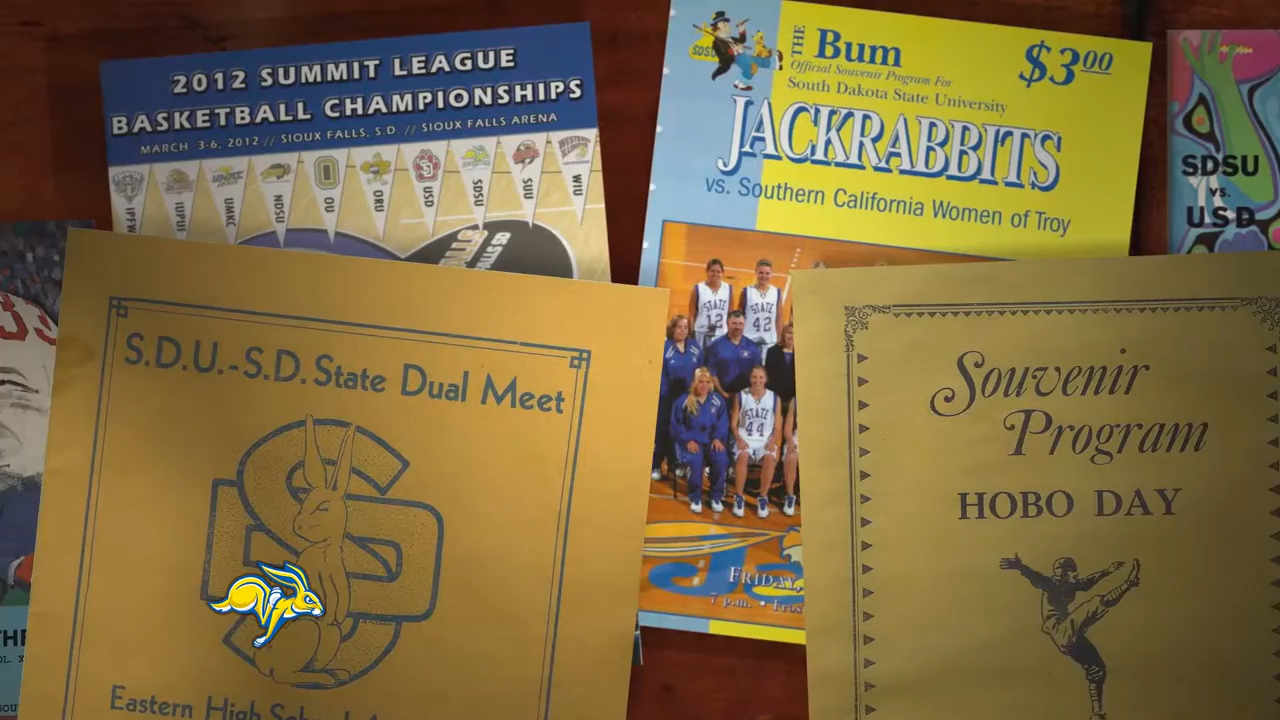 2012 SUMMIT LEAGUE
BASKETBALL CHAMPIONSHIPS
MARCH 3-6, 2012 // SIOUX FALLS, S.D. // SIOUX FALLS ARENA
IPFW
IUPUI
UMKC
NDSU
OU
ORU
USD
SDSU
SUU
WIU
SDSU
THE
Bum
$3.00
Official Souvenir Program For
South Dakota State University
JACKRABBITS
vs. Southern California Women of Troy
STATE
12
STATE
42
STATE
44
FRIDAY,
7 p.m. •
SDSU
vs.
USD
33
S.D.U.-S.D. State Dual Meet
Eastern High School
Souvenir
Program
HOBO DAY